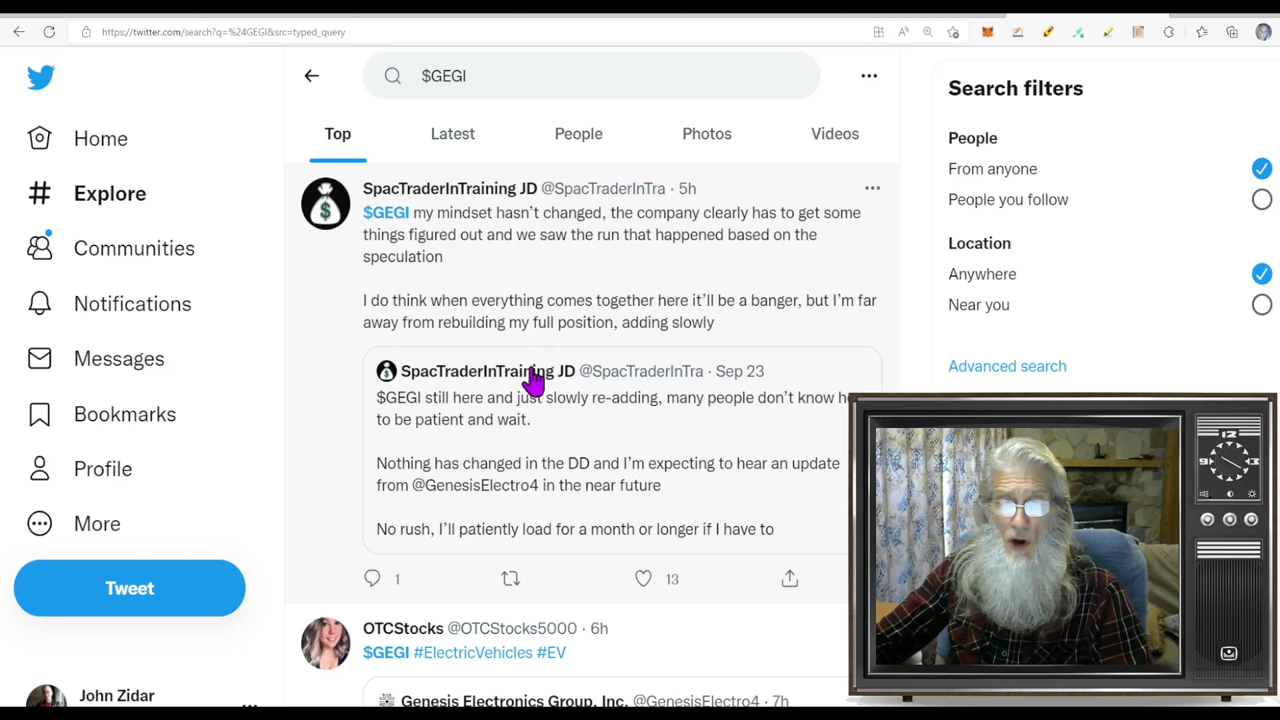 https://twitter.com/search?q=%24GEGI&src=typed_query
$GEGI
Top
Latest
People
Photos
Videos
Home
Explore
Communities
Notifications
Messages
Bookmarks
Profile
More
Tweet
John Zidar
SpacTraderInTraining JD @SpacTraderInTra · 5h
$GEGI my mindset hasn't changed, the company clearly has to get some
things figured out and we saw the run that happened based on the
speculation
I do think when everything comes together here it'll be a banger, but I'm far
away from rebuilding my full position, adding slowly
SpacTraderInTraining JD @SpacTraderInTra · Sep 23
$GEGI still here and just slowly re-adding, many people don't know
to be patient and wait.
Nothing has changed in the DD and I'm expecting to hear an update
from @GenesisElectro4 in the near future
No rush, I'll patiently load for a month or longer if I have to
1
13
OTCStocks @OTCStocks5000 · 6h
$GEGI #ElectricVehicles #EV
Genesis Electronics Group, Inc. @GenesisElectro4 · 7h
Search filters
People
From anyone
People you follow
Location
Anywhere
Near you
Advanced search
12
9
3